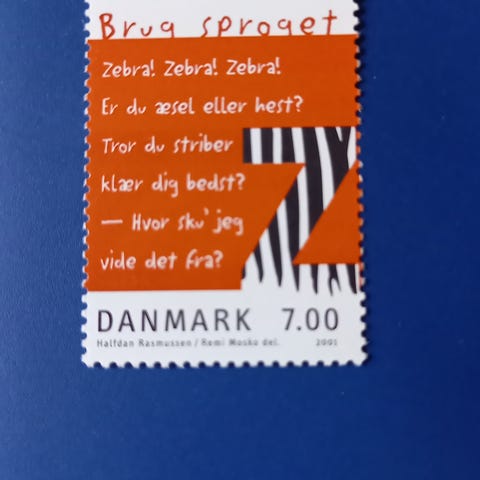 Brug sproget
Zebra! Zebra! Zebra!
Er du æsel eller hest?
Tror du striber
klær dig bedst?
— Hvor sku' jeg
vide det fra?
Z
DANMARK 7.00
Halfdan Rasmussen / Remi Mosko del. 2001